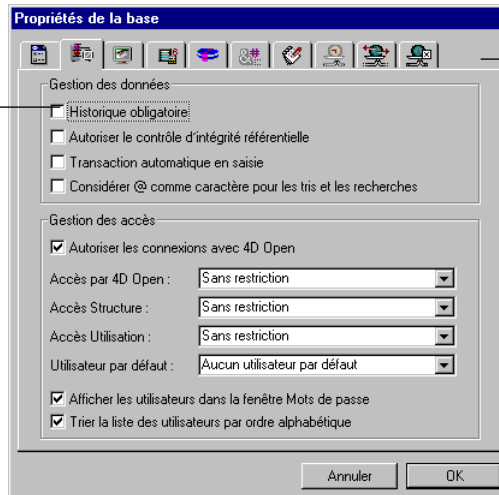 Propriétés de la base
Gestion des données
Historique obligatoire
Autoriser le contrôle d'intégrité référentielle
Transaction automatique en saisie
Considérer @ comme caractère pour les tris et les recherches
Gestion des accès
Autoriser les connexions avec 4D Open
Accès par 4D Open : Sans restriction
Accès Structure : Sans restriction
Accès Utilisation : Sans restriction
Utilisateur par défaut : Aucun utilisateur par défaut
Afficher les utilisateurs dans la fenêtre Mots de passe
Trier la liste des utilisateurs par ordre alphabétique
Annuler OK